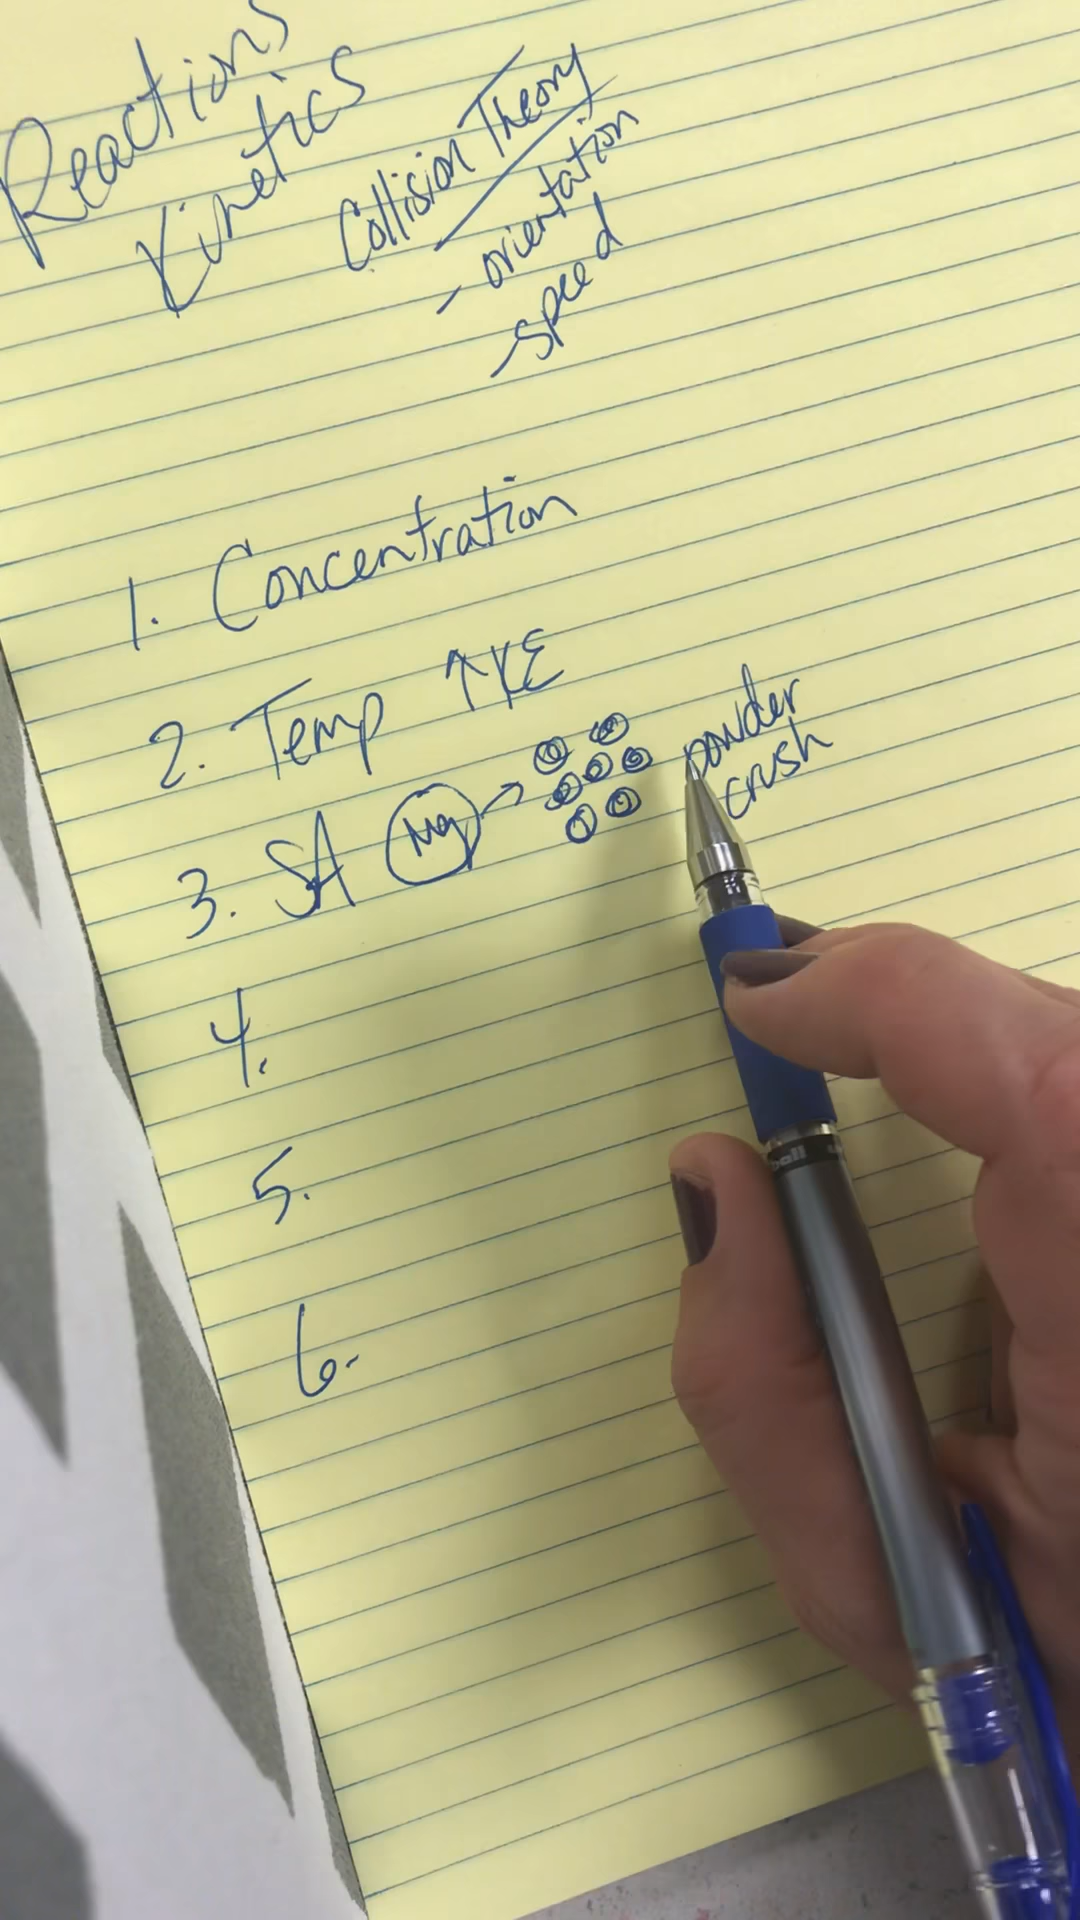 Reactions
Kinetics
Collision Theory
- orientation
- speed
1. Concentration
2. Temp ↑KE
3. SA Mg → powder
crush
4.
5.
6.
ball